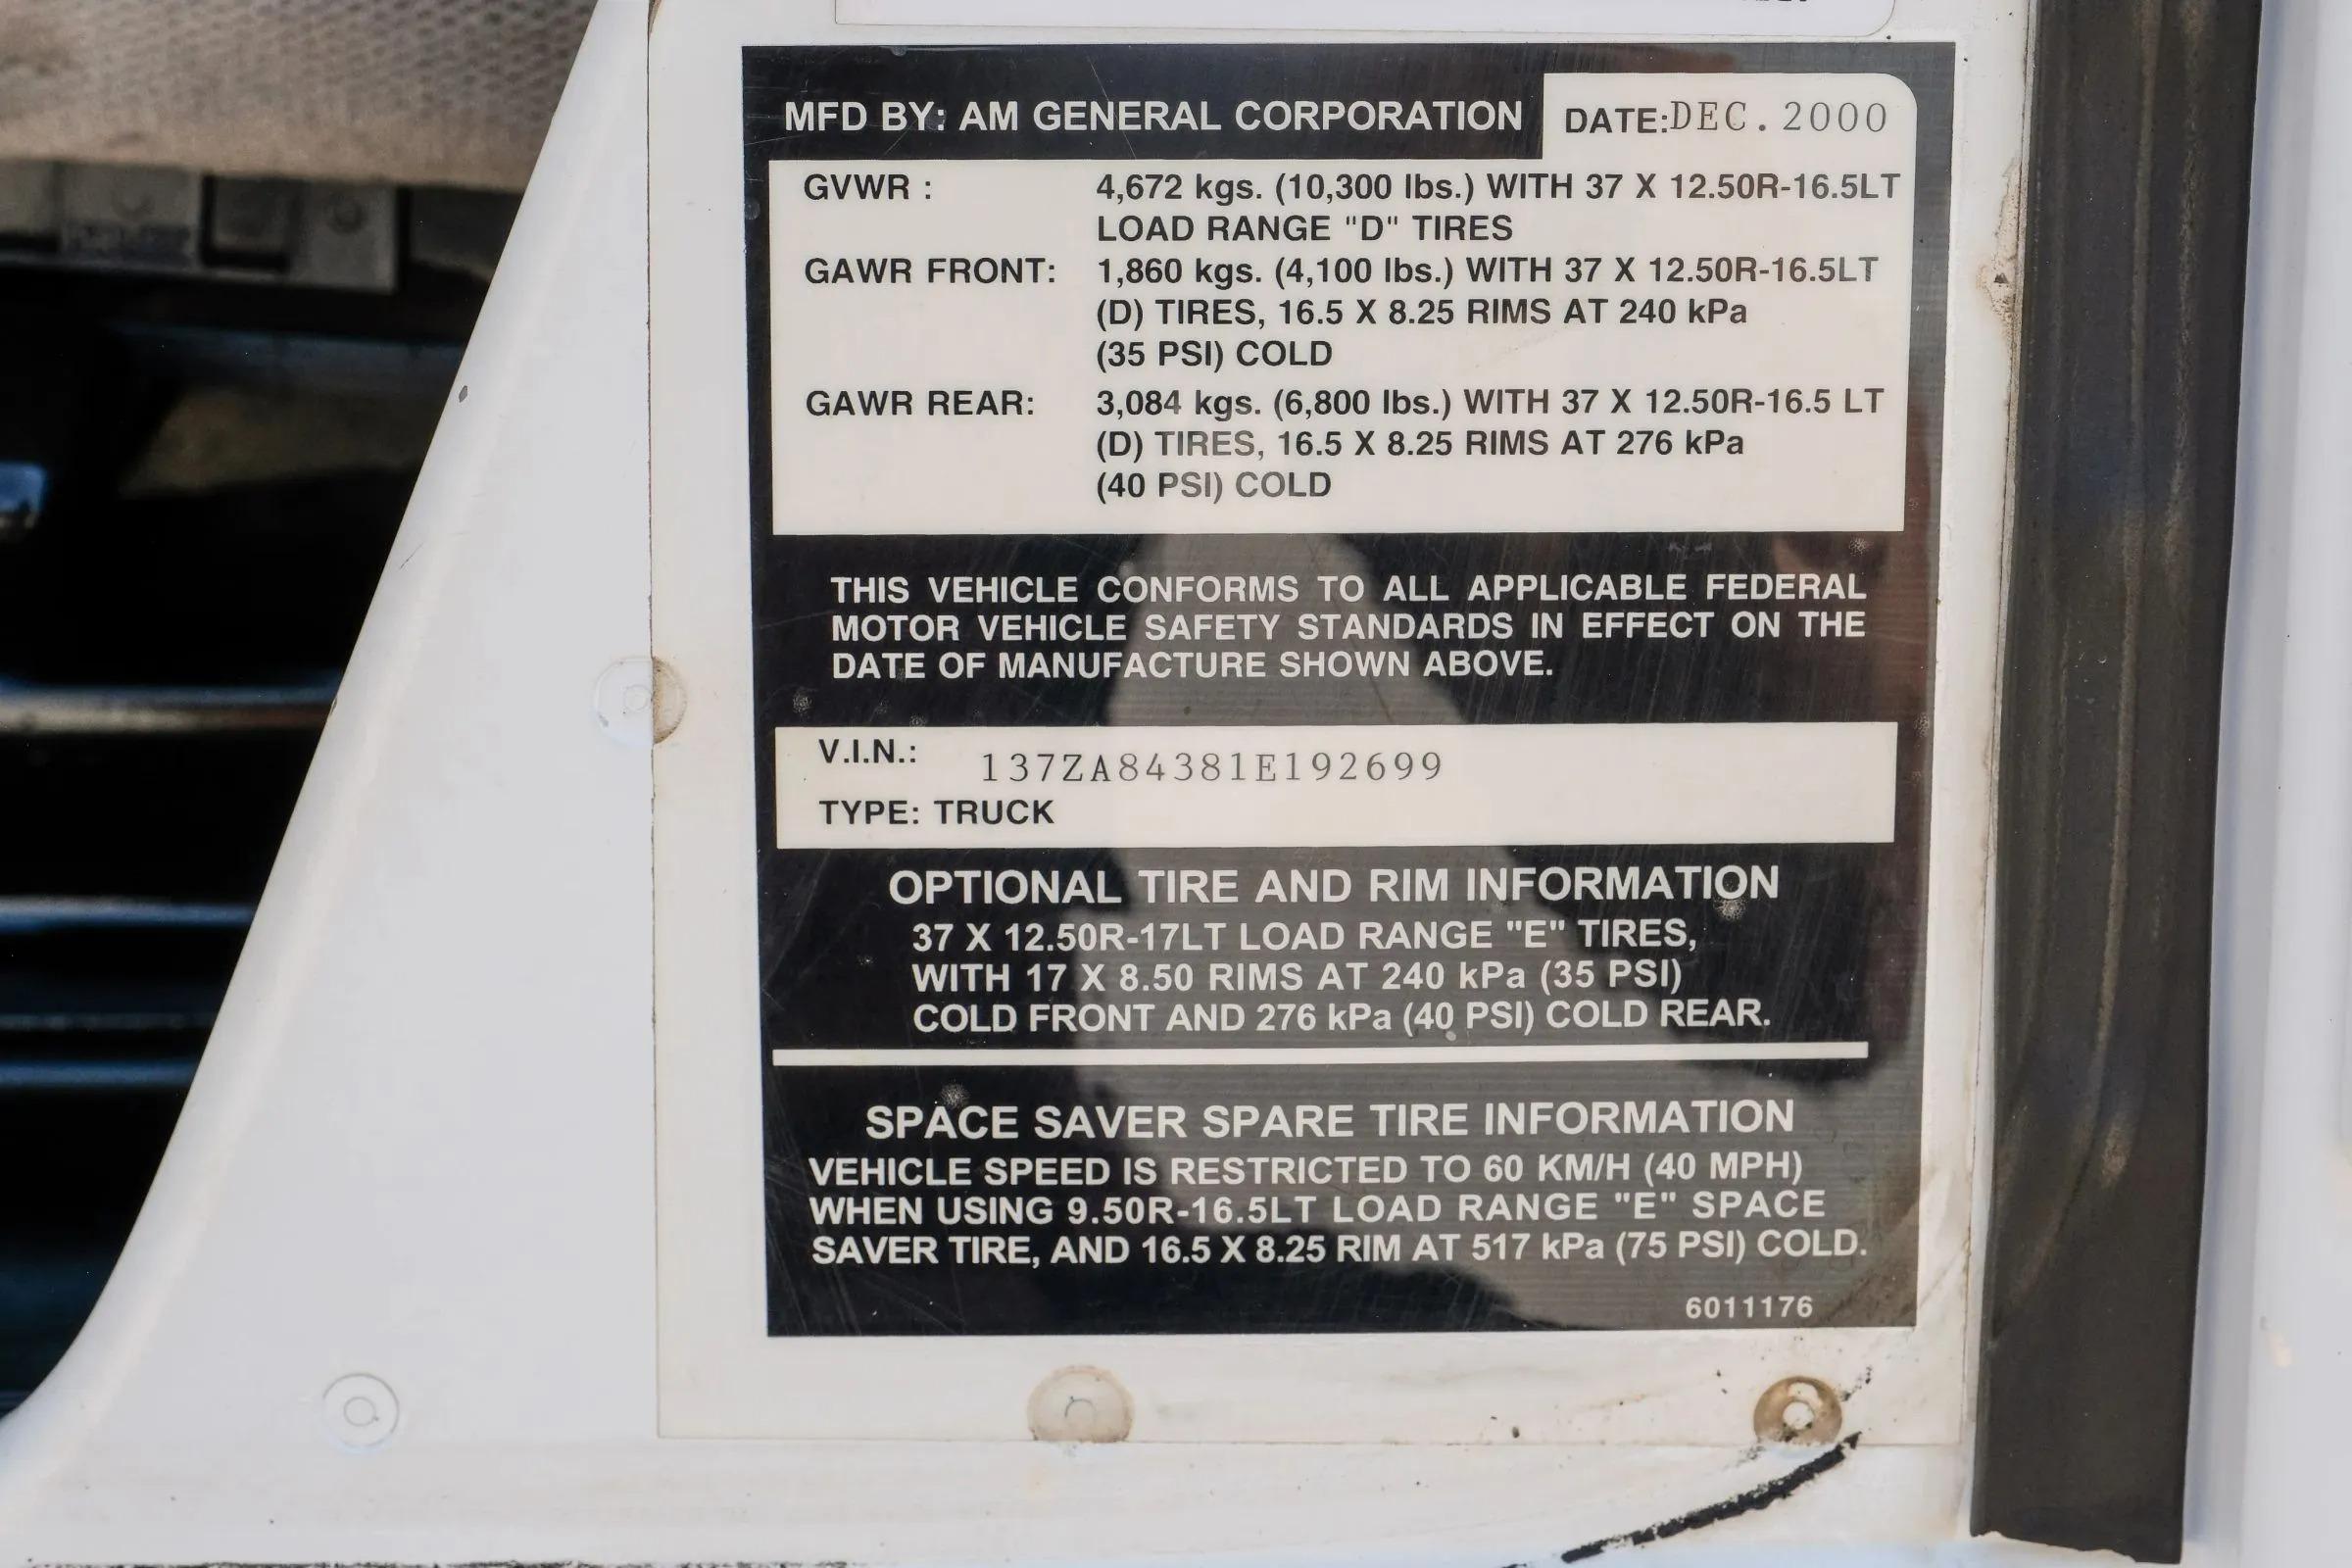 MFD BY: AM GENERAL CORPORATION DATE:DEC. 2000
GVWR : 4,672 kgs. (10,300 lbs.) WITH 37 X 12.50R-16.5LT
LOAD RANGE "D" TIRES
GAWR FRONT: 1,860 kgs. (4,100 lbs.) WITH 37 X 12.50R-16.5LT
(D) TIRES, 16.5 X 8.25 RIMS AT 240 kPa
(35 PSI) COLD
GAWR REAR: 3,084 kgs. (6,800 lbs.) WITH 37 X 12.50R-16.5 LT
(D) TIRES, 16.5 X 8.25 RIMS AT 276 kPa
(40 PSI) COLD
THIS VEHICLE CONFORMS TO ALL APPLICABLE FEDERAL
MOTOR VEHICLE SAFETY STANDARDS IN EFFECT ON THE
DATE OF MANUFACTURE SHOWN ABOVE.
V.I.N.: 137ZA84381E192699
TYPE: TRUCK
OPTIONAL TIRE AND RIM INFORMATION
37 X 12.50R-17LT LOAD RANGE "E" TIRES,
WITH 17 X 8.50 RIMS AT 240 kPa (35 PSI)
COLD FRONT AND 276 kPa (40 PSI) COLD REAR.
SPACE SAVER SPARE TIRE INFORMATION
VEHICLE SPEED IS RESTRICTED TO 60 KM/H (40 MPH)
WHEN USING 9.50R-16.5LT LOAD RANGE "E" SPACE
SAVER TIRE, AND 16.5 X 8.25 RIM AT 517 kPa (75 PSI) COLD.
6011176